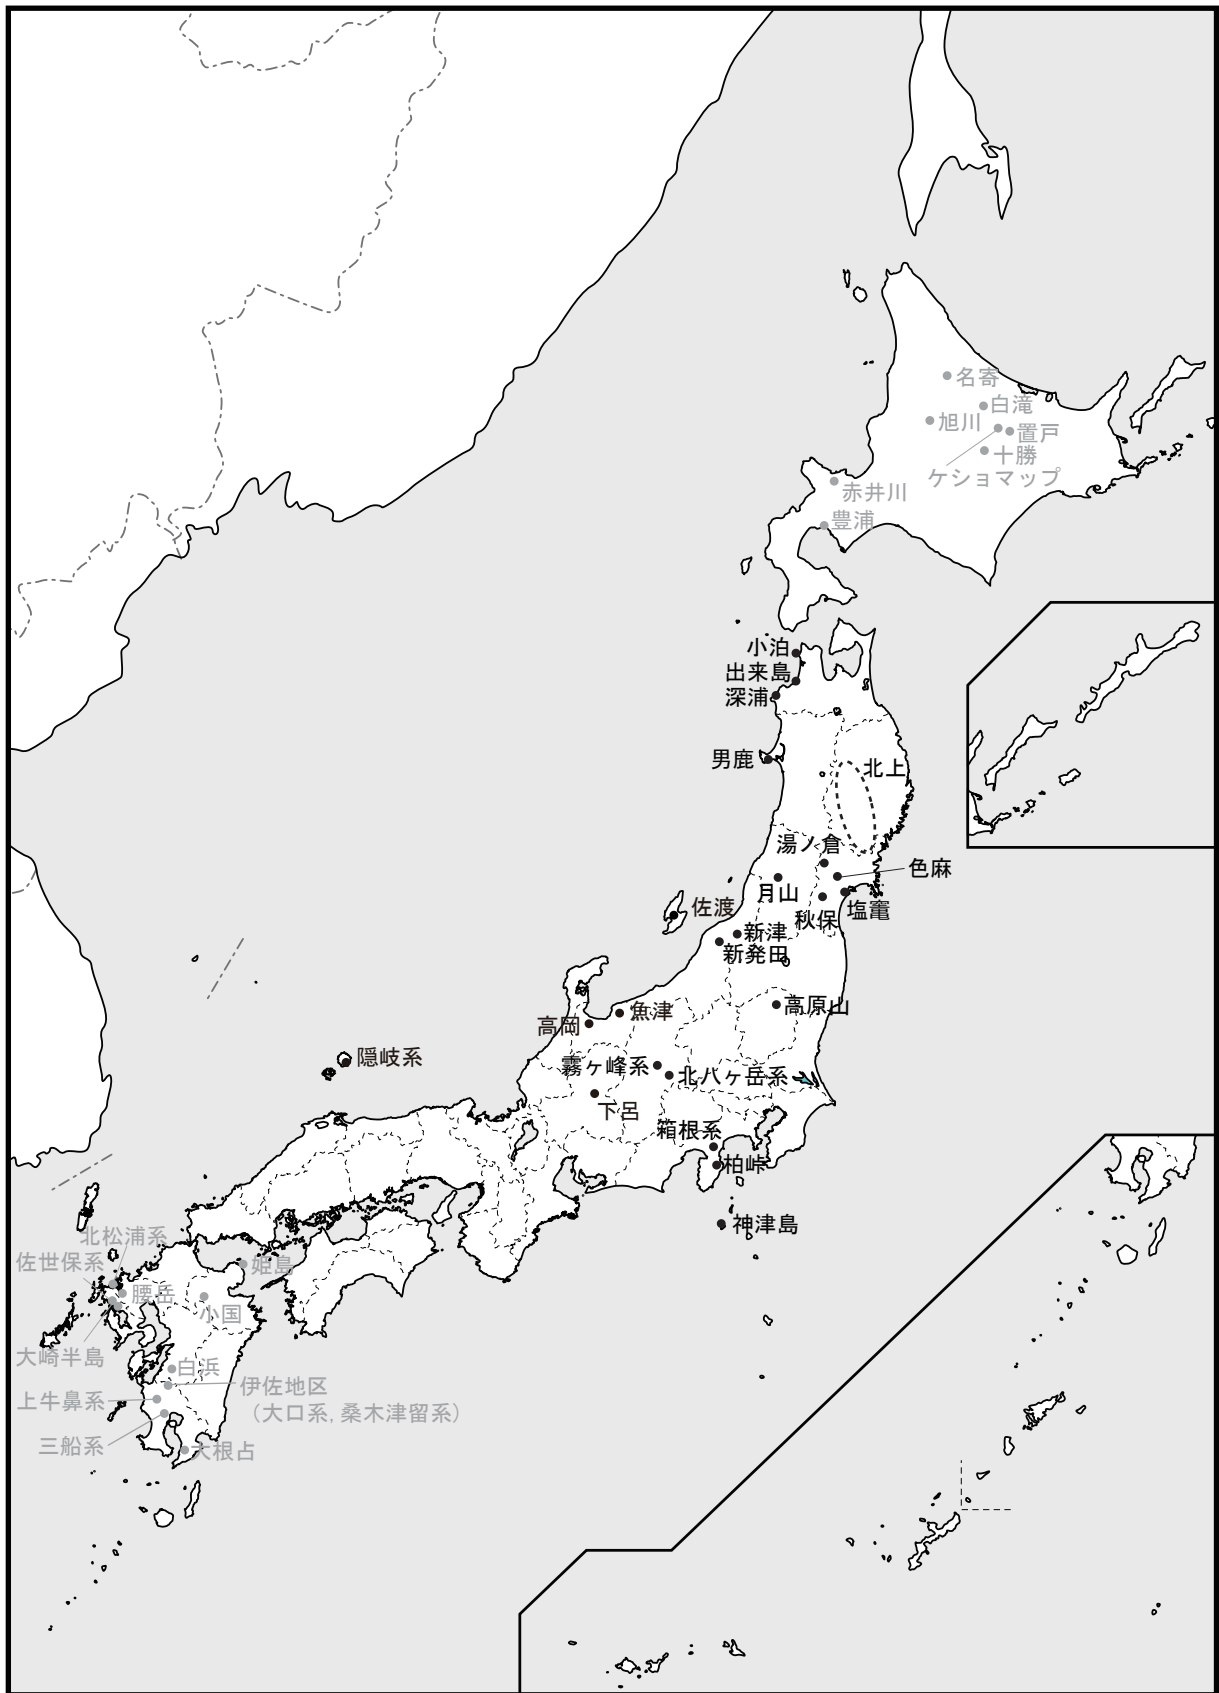 名寄
白滝
旭川
置戸
十勝
ケショマップ
赤井川
豊浦
小泊
出来島
深浦
男鹿
北上
湯ノ倉
色麻
月山
塩竈
秋保
佐渡
新津
新発田
高原山
魚津
高岡
隠岐系
霧ヶ峰系
北八ヶ岳系
下呂
箱根系
柏峠
神津島
北松浦系
佐世保系
姫島
腰岳
小国
大崎半島
白浜
伊佐地区
（大口系, 桑木津留系）
上牛鼻系
三船系
大根占